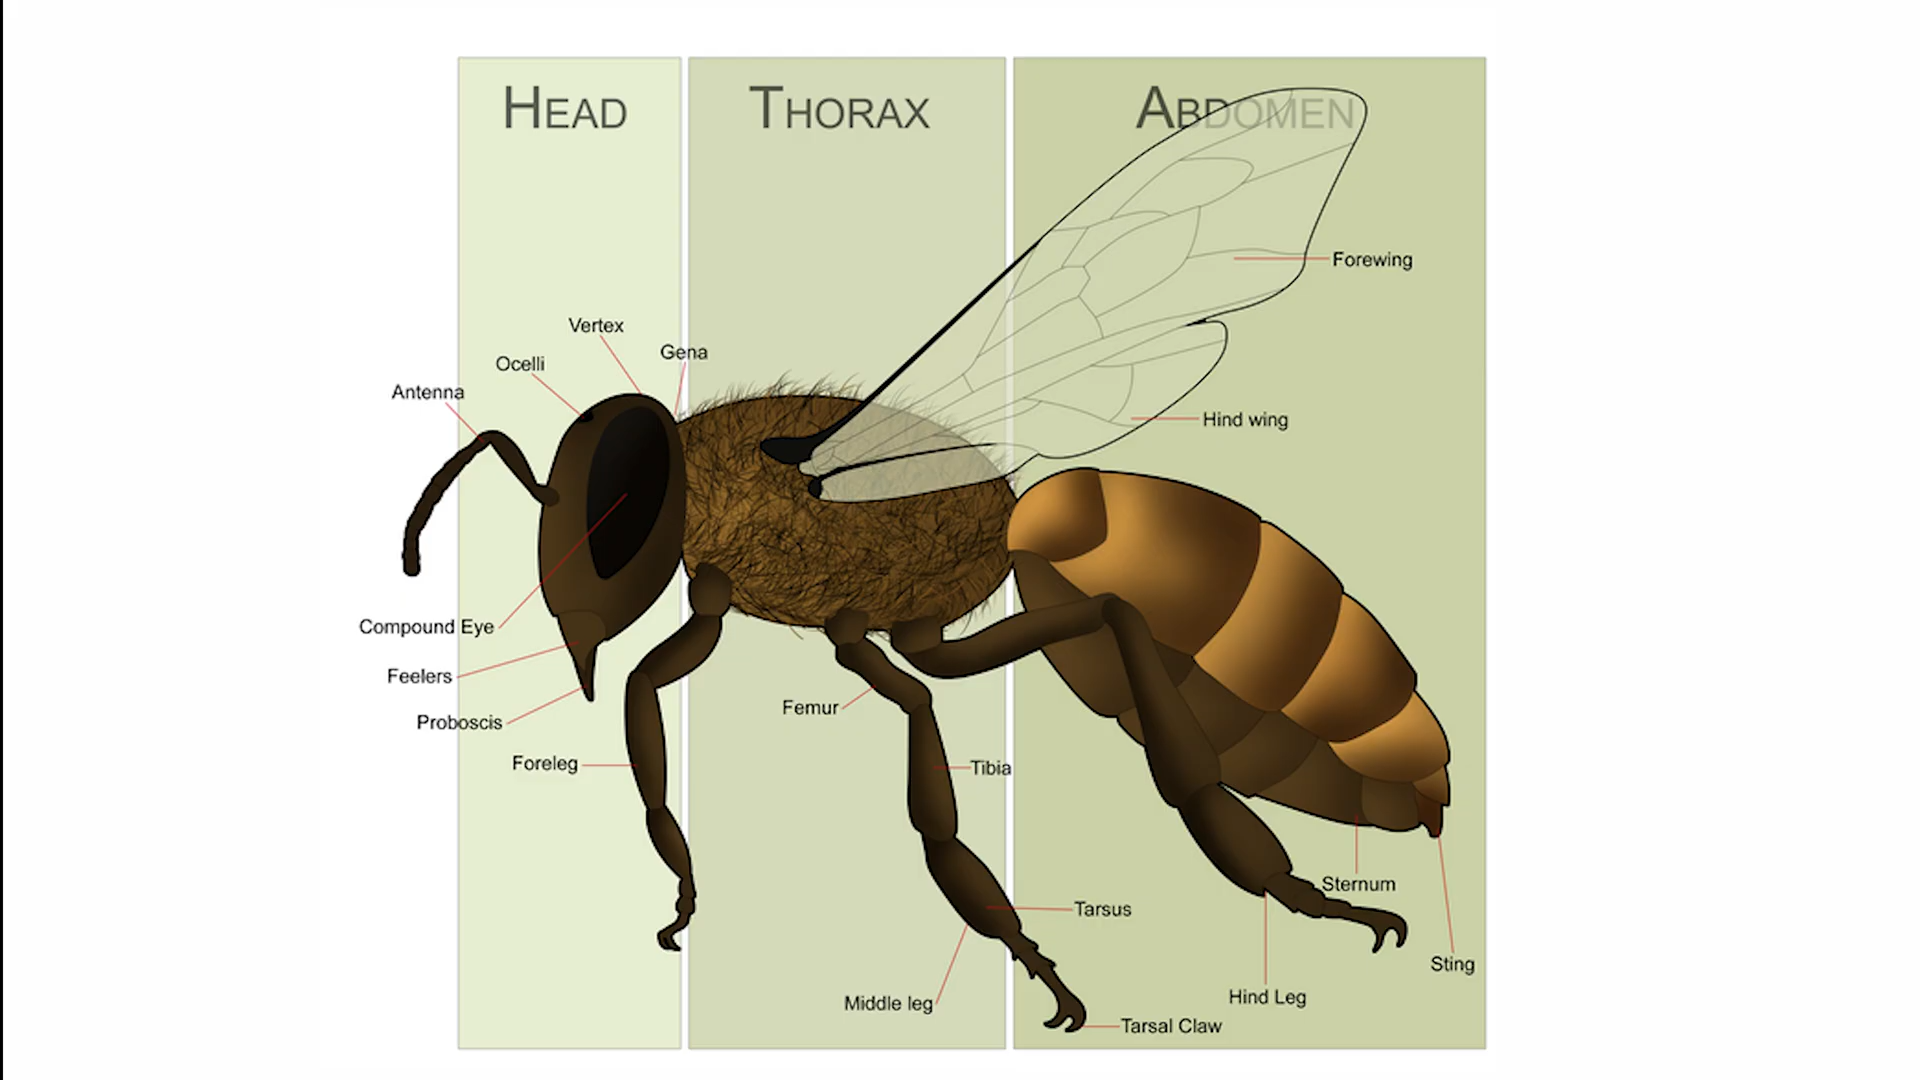 HEAD
THORAX
ABDOMEN
Forewing
Vertex
Gena
Ocelli
Antenna
Hind wing
Compound Eye
Feelers
Proboscis
Femur
Foreleg
Tibia
Sternum
Tarsus
Sting
Hind Leg
Middle leg
Tarsal Claw